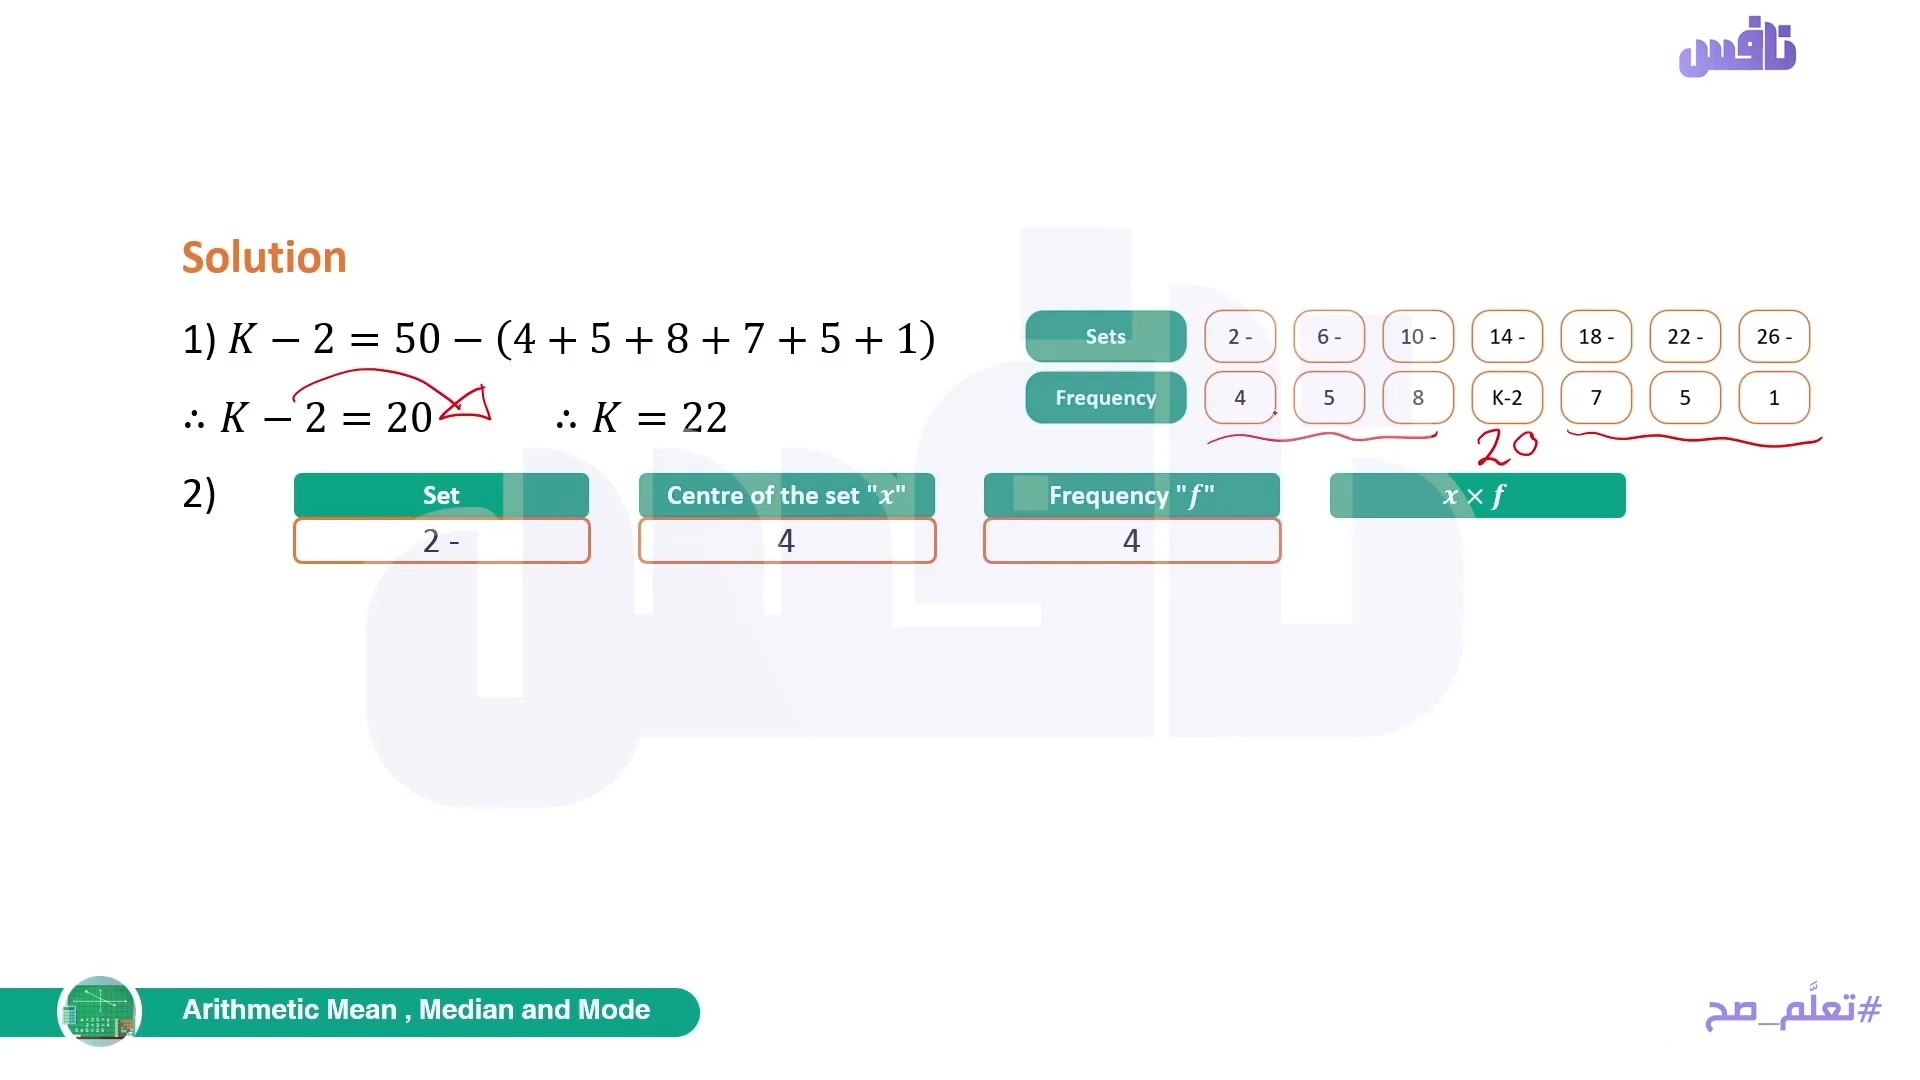 نافس
Solution
1) K − 2 = 50 − (4 + 5 + 8 + 7 + 5 + 1)
Sets 2 - 6 - 10 - 14 - 18 - 22 - 26 -
Frequency 4 5 8 K-2 7 5 1
∴ K − 2 = 20 ∴ K = 22
20
2) Set Centre of the set "x" Frequency "f" x × f
2 - 4 4
Arithmetic Mean , Median and Mode
#تعلَّم_صح